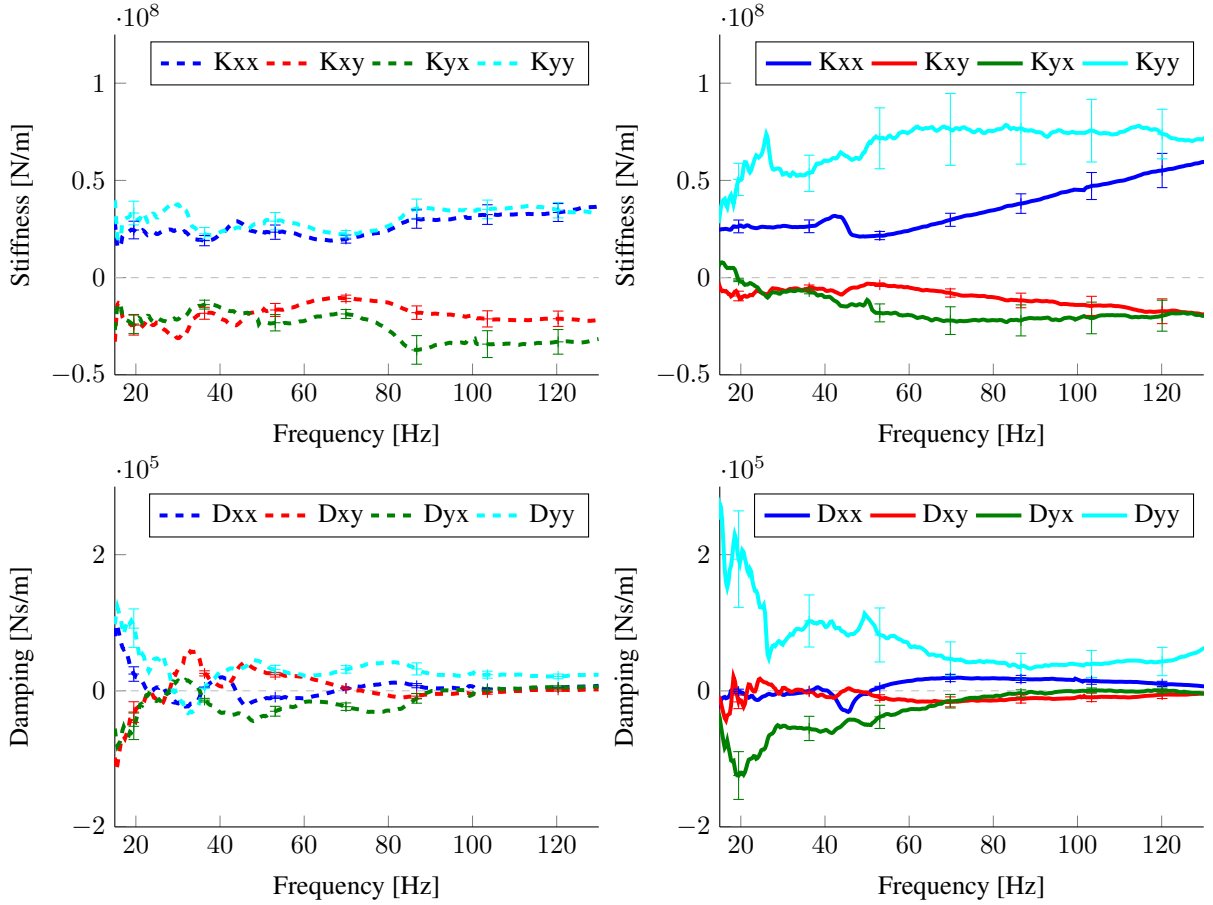 ·10^8
Kxx Kxy Kyx Kyy
1
0.5
0
−0.5
Stiffness [N/m]
20 40 60 80 100 120
Frequency [Hz]
·10^8
Kxx Kxy Kyx Kyy
1
0.5
0
−0.5
Stiffness [N/m]
20 40 60 80 100 120
Frequency [Hz]
·10^5
Dxx Dxy Dyx Dyy
2
0
−2
Damping [Ns/m]
20 40 60 80 100 120
Frequency [Hz]
·10^5
Dxx Dxy Dyx Dyy
2
0
−2
Damping [Ns/m]
20 40 60 80 100 120
Frequency [Hz]